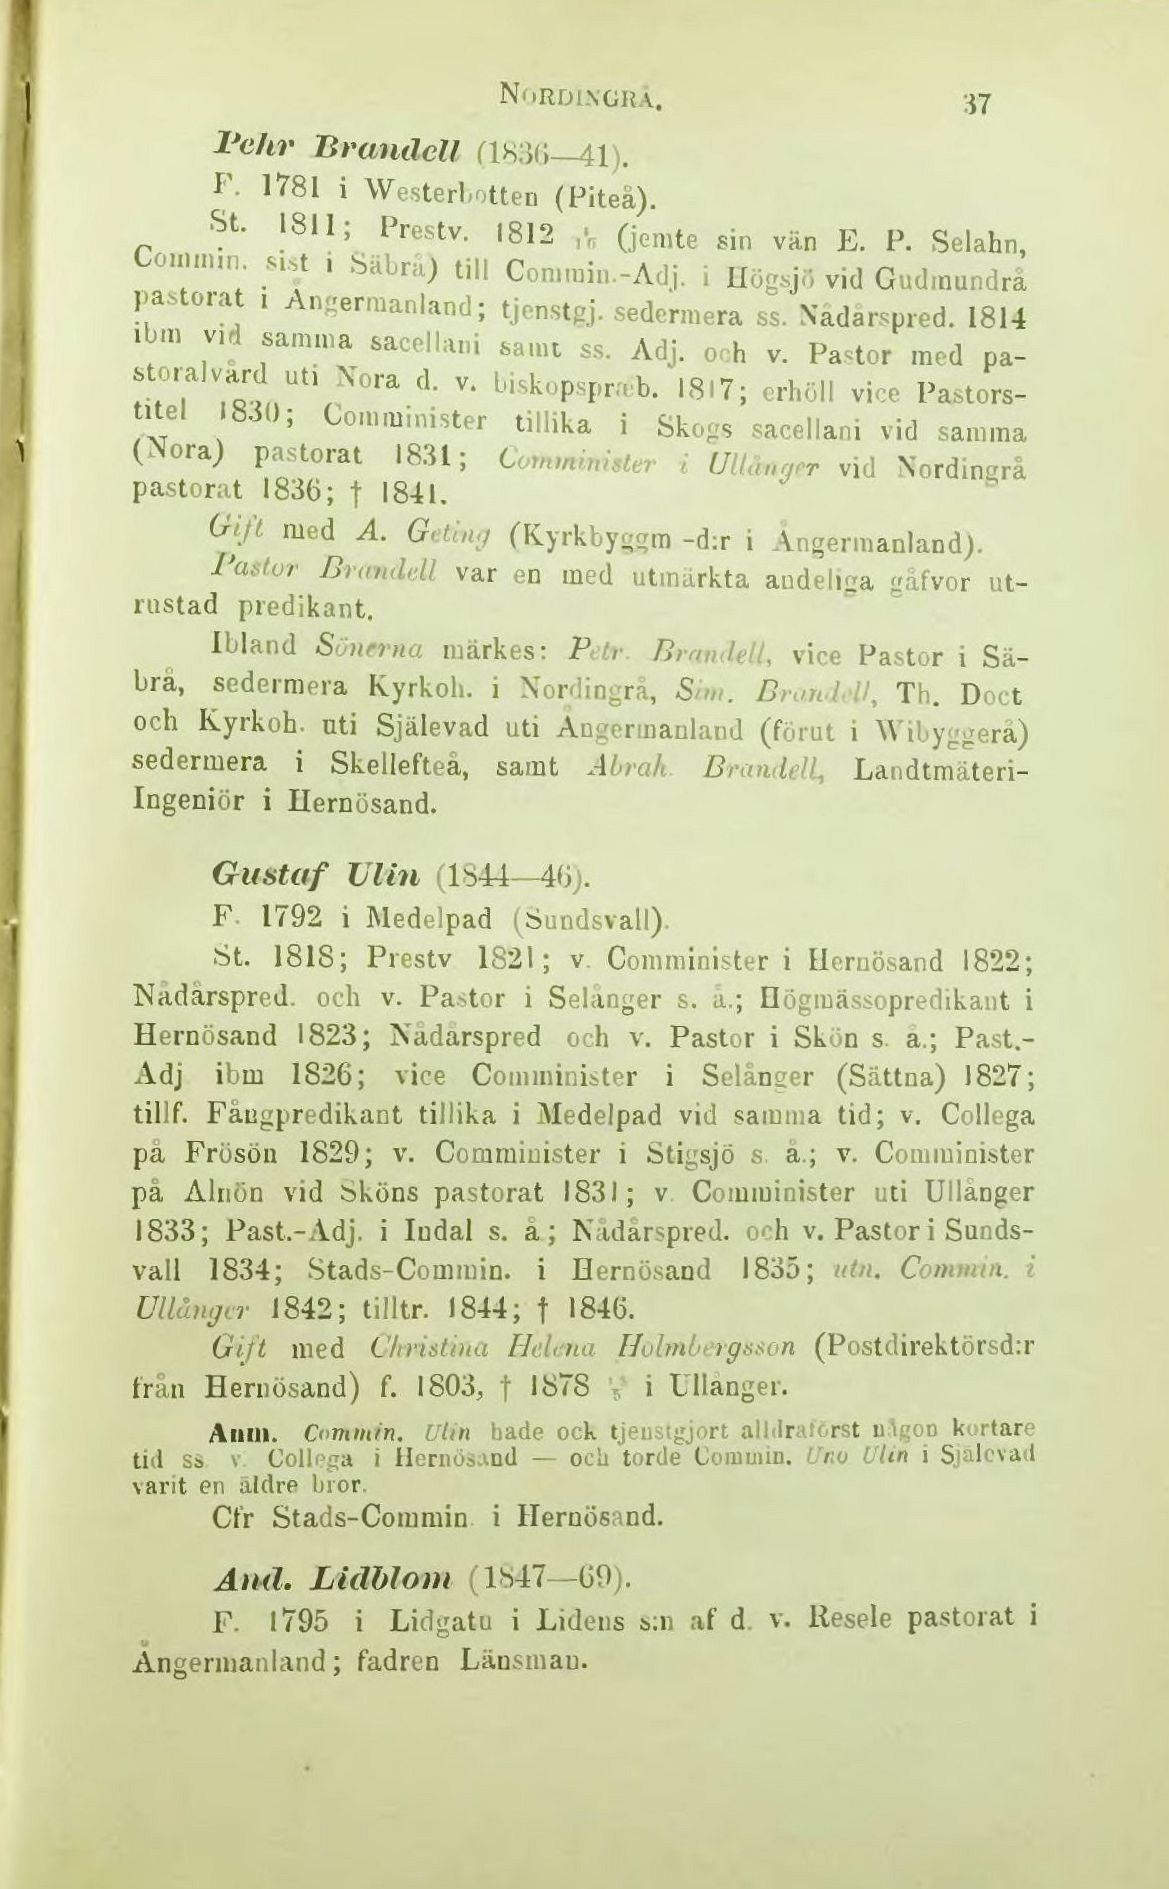 NORDINGRÅ. 37
Pehr Brandell (1836—41).
F. 1781 i Westerbotten (Piteå).
St. 1811; Prestv. 1812 (jemte sin vän E. P. Selahn,
Commin. sist i Säbrå) till Commin.-Adj. i Högsjö vid Gudmundrå
pastorat i Ångermanland; tjenstgj. sedermera ss. Nådårspred. 1814
ibm vid samma sacellani samt ss. Adj. och v. Pastor med pa-
storalvård uti Nora d. v. biskopspræb. 1817; erhöll vice Pastors-
titel 1830; Comminister tillika i Skogs sacellani vid samma
(Nora) pastorat 1831; Comminister i Ullånger vid Nordingrå
pastorat 1836; † 1841.
Gift med A. Geting (Kyrkbyggm -d:r i Ångermanland).
Pastor Brandell var en med utmärkta andeliga gåfvor ut-
rustad predikant.
Ibland Sönerna märkes: Petr. Brandell, vice Pastor i Sä-
brå, sedermera Kyrkoh. i Nordingrå, Sim. Brandell, Th. Doct
och Kyrkoh. uti Själevad uti Ångermanland (förut i Wibyggerå)
sedermera i Skellefteå, samt Abrah. Brandell, Landtmäteri-
Ingeniör i Hernösand.
Gustaf Ulin (1844—46).
F. 1792 i Medelpad (Sundsvall).
St. 1818; Prestv 1821; v. Comminister i Hernösand 1822;
Nådårspred. och v. Pastor i Selånger s. å.; Högmässopredikant i
Hernösand 1823; Nådårspred och v. Pastor i Skön s. å.; Past.-
Adj ibm 1826; vice Comminister i Selånger (Sättna) 1827;
tillf. Fångpredikant tillika i Medelpad vid samma tid; v. Collega
på Frösön 1829; v. Comminister i Stigsjö s. å.; v. Comminister
på Alnön vid Sköns pastorat 1831; v. Comminister uti Ullånger
1833; Past.-Adj. i Indal s. å.; Nådårspred. och v. Pastor i Sunds-
vall 1834; Stads-Commin. i Hernösand 1835; utn. Commin. i
Ullånger 1842; tilltr. 1844; † 1846.
Gift med Christina Helena Holmbergsson (Postdirektörsd:r
från Hernösand) f. 1803, † 1878 i Ullånger.
Anm. Commin. Ulin hade ock tjenstgjort alldraförst någon kortare
tid ss. v. Collega i Hernösand — och torde Commin. Uno Ulin i Själevad
varit en äldre bror.
Cfr Stads-Commin. i Hernösand.
And. Lidblom (1847—69).
F. 1795 i Lidgatu i Lidens s:n af d. v. Resele pastorat i
Ångermanland; fadren Länsman.